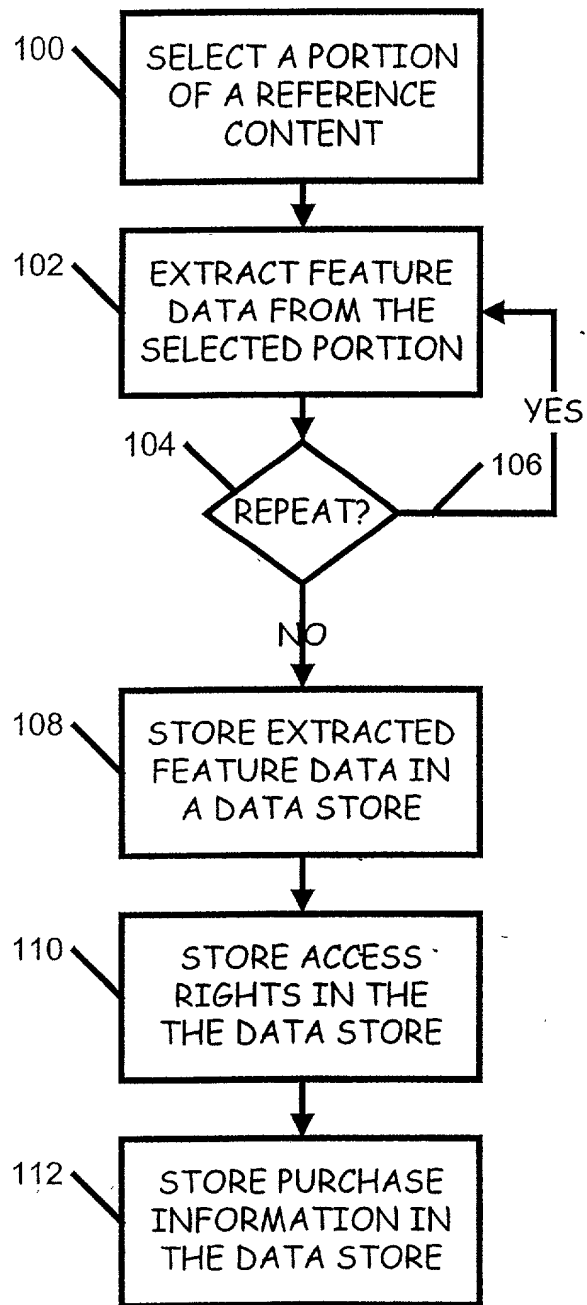 100
SELECT A PORTION
OF A REFERENCE
CONTENT
102
EXTRACT FEATURE
DATA FROM THE
SELECTED PORTION
YES
104
106
REPEAT?
NO
108
STORE EXTRACTED
FEATURE DATA IN
A DATA STORE
110
STORE ACCESS
RIGHTS IN THE
THE DATA STORE
112
STORE PURCHASE
INFORMATION IN
THE DATA STORE